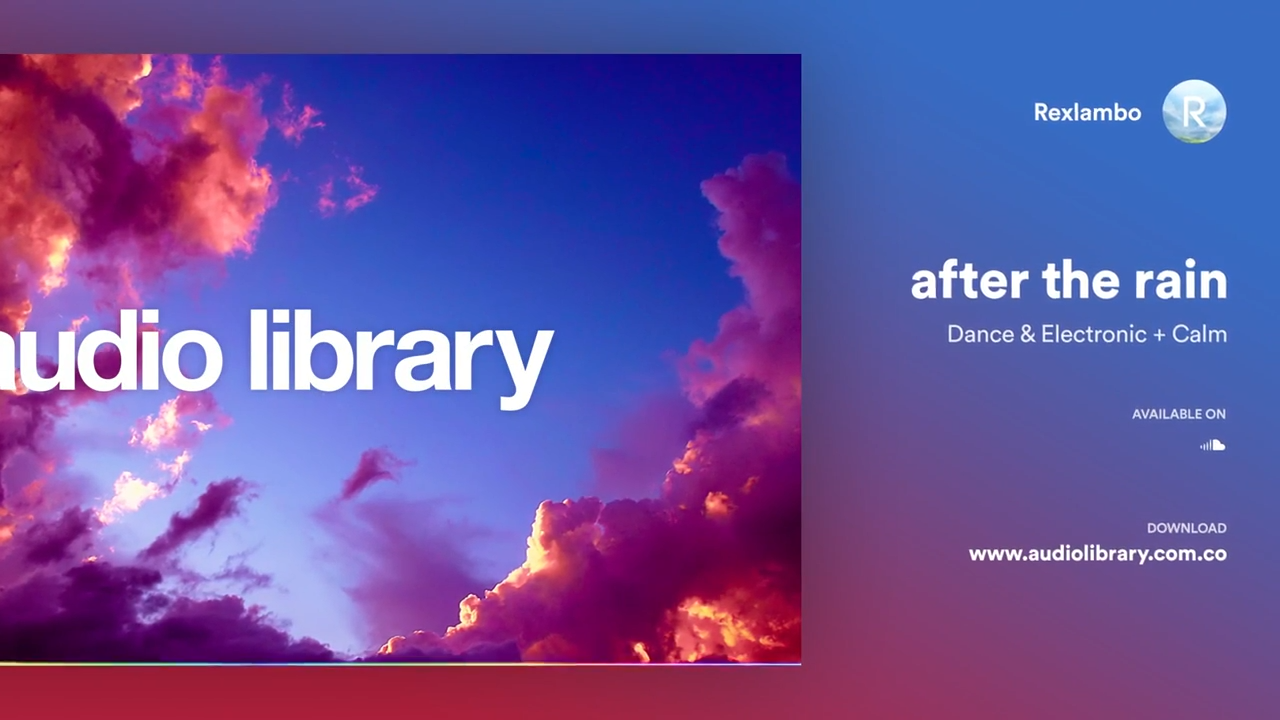 audio library
Rexlambo
R
after the rain
Dance & Electronic + Calm
AVAILABLE ON
DOWNLOAD
www.audiolibrary.com.co